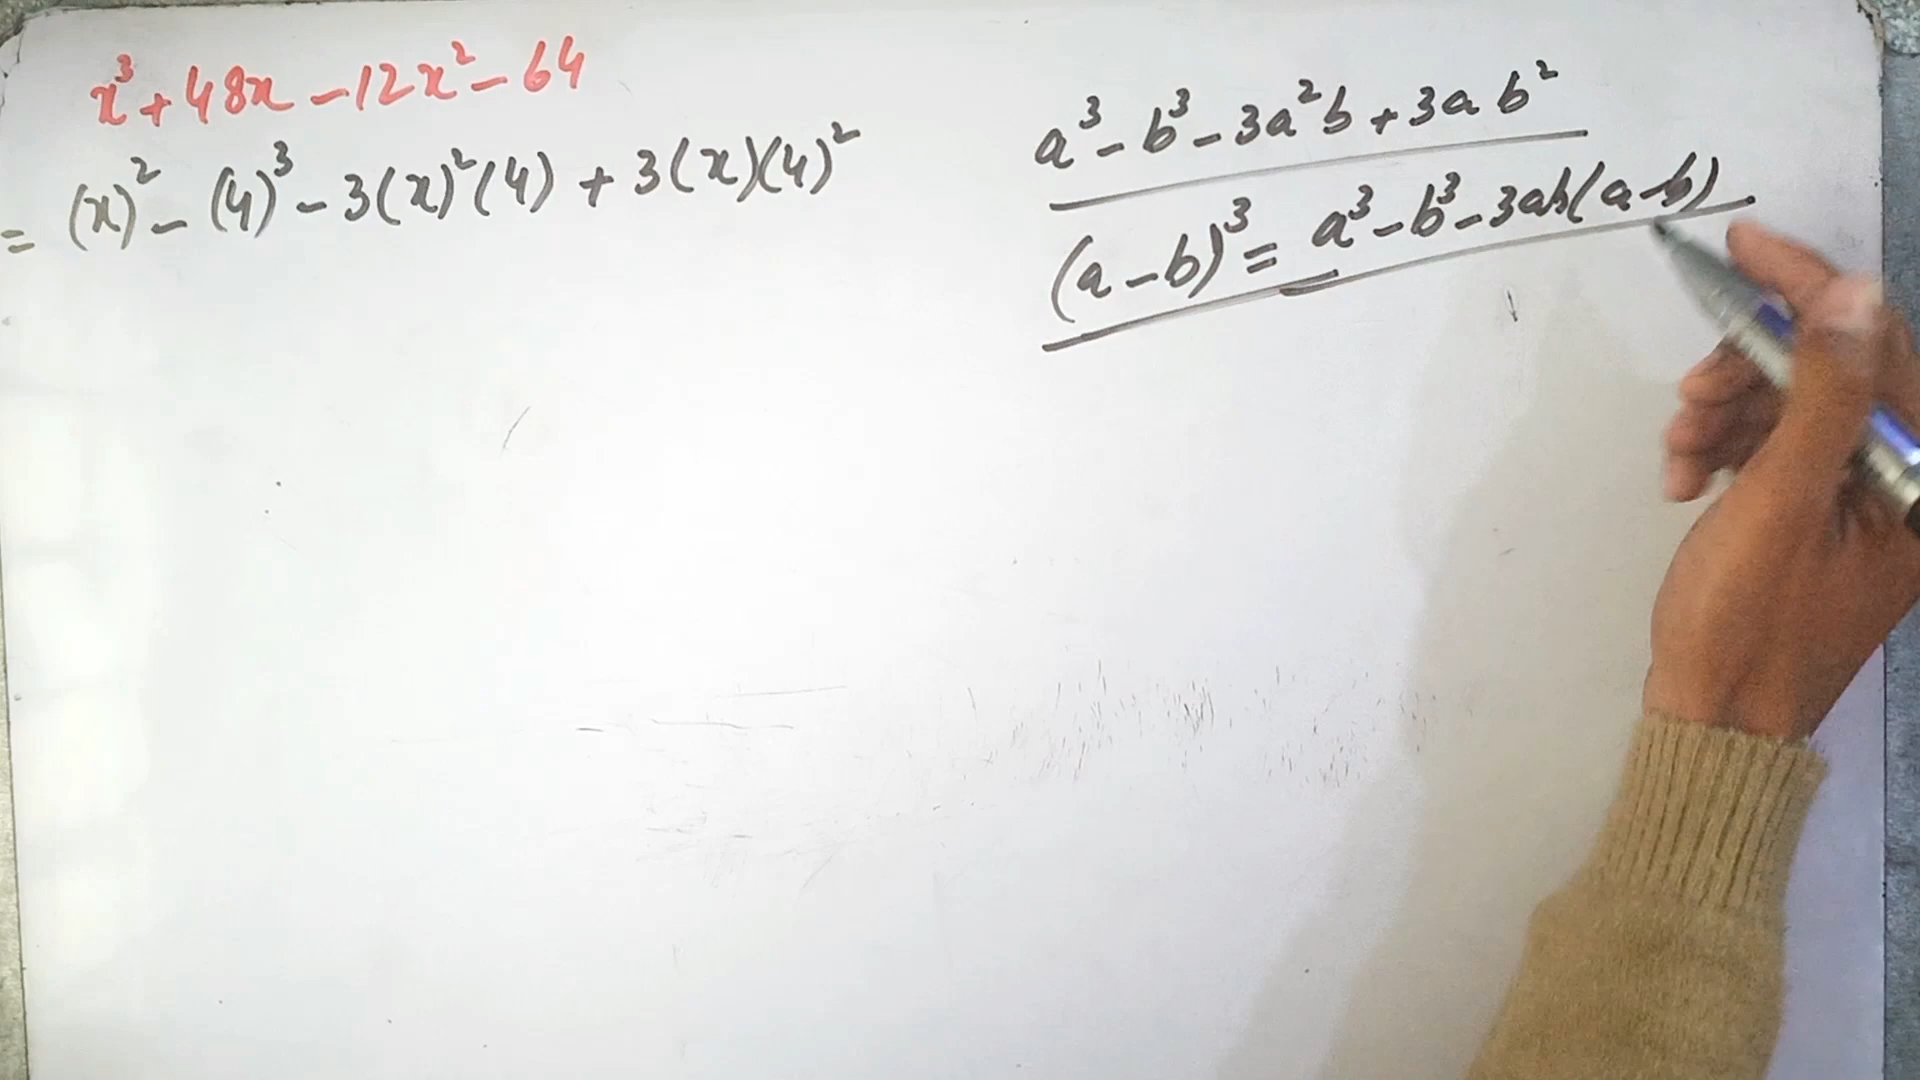 x³+48x-12x²-64
= (x)²-(4)³-3(x)²(4)+3(x)(4)²
a³-b³-3a²b+3ab²
(a-b)³=a³-b³-3ab(a-b)